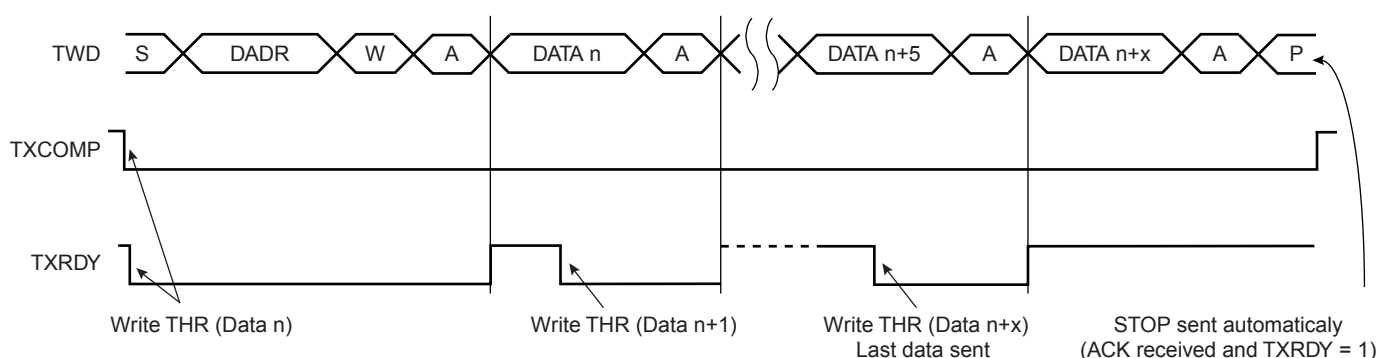 TWD S DADR W A DATA n A DATA n+5 A DATA n+x A P
TXCOMP
TXRDY
Write THR (Data n)
Write THR (Data n+1)
Write THR (Data n+x)
Last data sent
STOP sent automaticaly
(ACK received and TXRDY = 1)